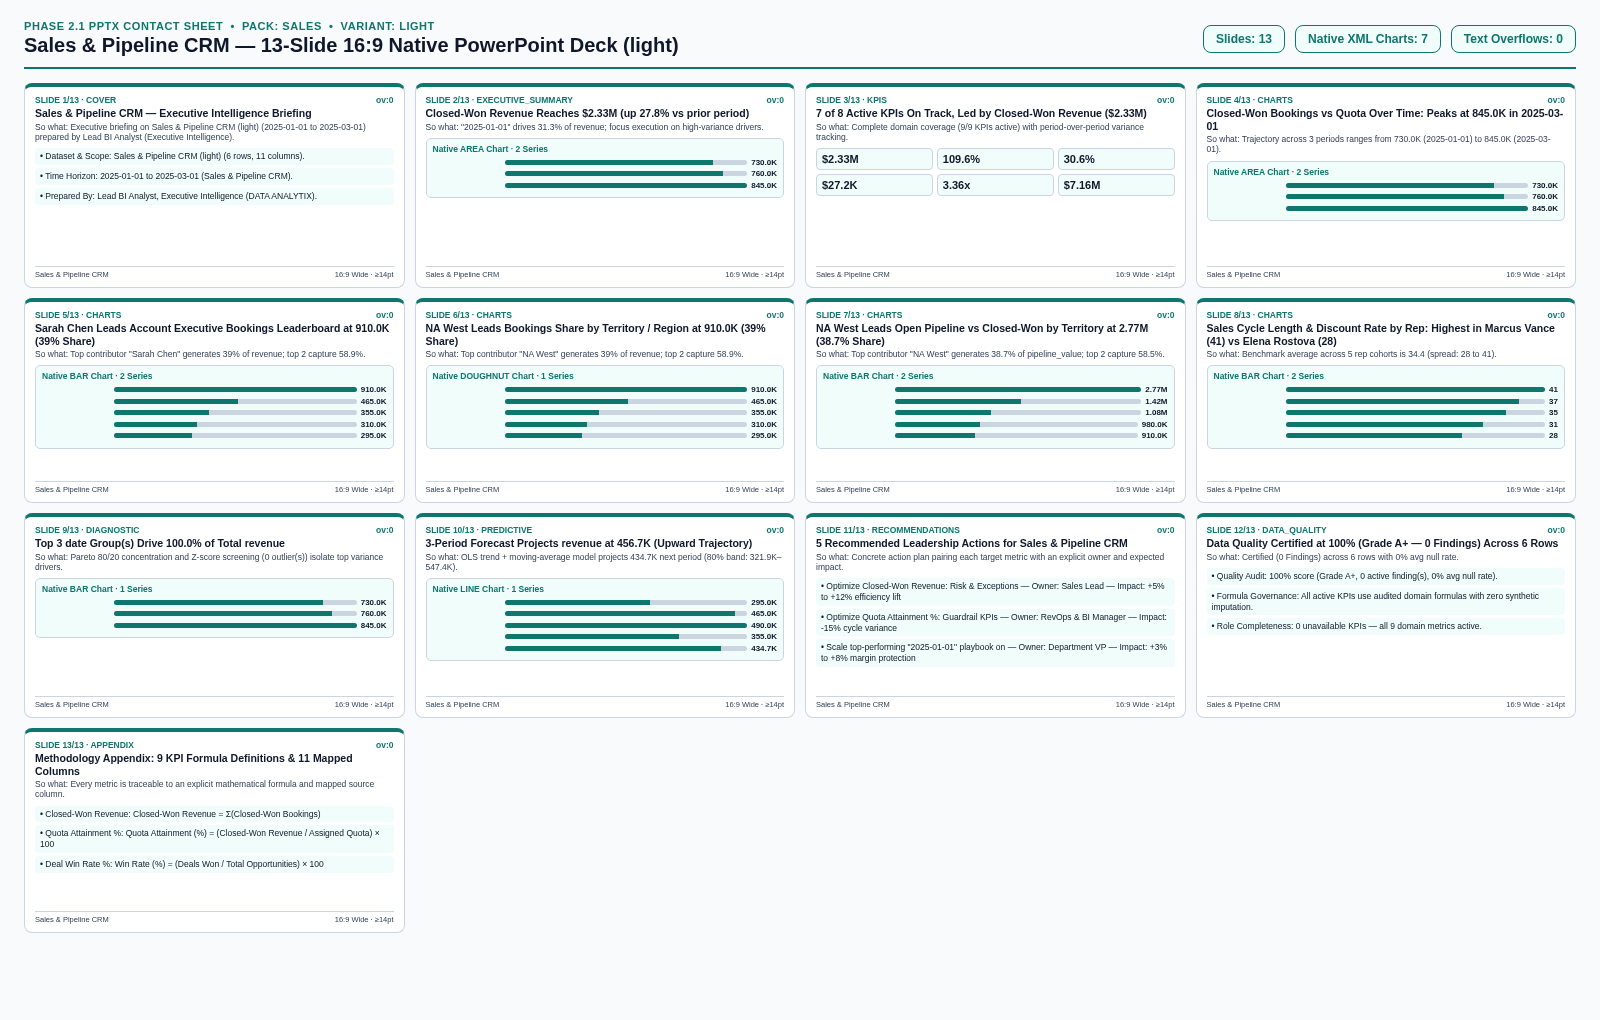 PHASE 2.1 PPTX CONTACT SHEET • PACK: SALES • VARIANT: LIGHT
Sales & Pipeline CRM — 13-Slide 16:9 Native PowerPoint Deck (light)
Slides: 13
Native XML Charts: 7
Text Overflows: 0
SLIDE 1/13 · COVER
ov:0
Sales & Pipeline CRM — Executive Intelligence Briefing
So what: Executive briefing on Sales & Pipeline CRM (light) (2025-01-01 to 2025-03-01)
prepared by Lead BI Analyst (Executive Intelligence).
• Dataset & Scope: Sales & Pipeline CRM (light) (6 rows, 11 columns).
• Time Horizon: 2025-01-01 to 2025-03-01 (Sales & Pipeline CRM).
• Prepared By: Lead BI Analyst, Executive Intelligence (DATA ANALYTIX).
Sales & Pipeline CRM
16:9 Wide · ≥14pt
SLIDE 2/13 · EXECUTIVE_SUMMARY
ov:0
Closed-Won Revenue Reaches $2.33M (up 27.8% vs prior period)
So what: "2025-01-01" drives 31.3% of revenue; focus execution on high-variance drivers.
Native AREA Chart · 2 Series
730.0K
760.0K
845.0K
Sales & Pipeline CRM
16:9 Wide · ≥14pt
SLIDE 3/13 · KPIS
ov:0
7 of 8 Active KPIs On Track, Led by Closed-Won Revenue ($2.33M)
So what: Complete domain coverage (9/9 KPIs active) with period-over-period variance
tracking.
$2.33M
109.6%
30.6%
$27.2K
3.36x
$7.16M
Sales & Pipeline CRM
16:9 Wide · ≥14pt
SLIDE 4/13 · CHARTS
ov:0
Closed-Won Bookings vs Quota Over Time: Peaks at 845.0K in 2025-03-
01
So what: Trajectory across 3 periods ranges from 730.0K (2025-01-01) to 845.0K (2025-03-
01).
Native AREA Chart · 2 Series
730.0K
760.0K
845.0K
Sales & Pipeline CRM
16:9 Wide · ≥14pt
SLIDE 5/13 · CHARTS
ov:0
Sarah Chen Leads Account Executive Bookings Leaderboard at 910.0K
(39% Share)
So what: Top contributor "Sarah Chen" generates 39% of revenue; top 2 capture 58.9%.
Native BAR Chart · 2 Series
910.0K
465.0K
355.0K
310.0K
295.0K
Sales & Pipeline CRM
16:9 Wide · ≥14pt
SLIDE 6/13 · CHARTS
ov:0
NA West Leads Bookings Share by Territory / Region at 910.0K (39%
Share)
So what: Top contributor "NA West" generates 39% of revenue; top 2 capture 58.9%.
Native DOUGHNUT Chart · 1 Series
910.0K
465.0K
355.0K
310.0K
295.0K
Sales & Pipeline CRM
16:9 Wide · ≥14pt
SLIDE 7/13 · CHARTS
ov:0
NA West Leads Open Pipeline vs Closed-Won by Territory at 2.77M
(38.7% Share)
So what: Top contributor "NA West" generates 38.7% of pipeline_value; top 2 capture 58.5%.
Native BAR Chart · 2 Series
2.77M
1.42M
1.08M
980.0K
910.0K
Sales & Pipeline CRM
16:9 Wide · ≥14pt
SLIDE 8/13 · CHARTS
ov:0
Sales Cycle Length & Discount Rate by Rep: Highest in Marcus Vance
(41) vs Elena Rostova (28)
So what: Benchmark average across 5 rep cohorts is 34.4 (spread: 28 to 41).
Native BAR Chart · 2 Series
41
37
35
31
28
Sales & Pipeline CRM
16:9 Wide · ≥14pt
SLIDE 9/13 · DIAGNOSTIC
ov:0
Top 3 date Group(s) Drive 100.0% of Total revenue
So what: Pareto 80/20 concentration and Z-score screening (0 outlier(s)) isolate top variance
drivers.
Native BAR Chart · 1 Series
730.0K
760.0K
845.0K
Sales & Pipeline CRM
16:9 Wide · ≥14pt
SLIDE 10/13 · PREDICTIVE
ov:0
3-Period Forecast Projects revenue at 456.7K (Upward Trajectory)
So what: OLS trend + moving-average model projects 434.7K next period (80% band: 321.9K–
547.4K).
Native LINE Chart · 1 Series
295.0K
465.0K
490.0K
355.0K
434.7K
Sales & Pipeline CRM
16:9 Wide · ≥14pt
SLIDE 11/13 · RECOMMENDATIONS
ov:0
5 Recommended Leadership Actions for Sales & Pipeline CRM
So what: Concrete action plan pairing each target metric with an explicit owner and expected
impact.
• Optimize Closed-Won Revenue: Risk & Exceptions — Owner: Sales Lead — Impact: +5%
to +12% efficiency lift
• Optimize Quota Attainment %: Guardrail KPIs — Owner: RevOps & BI Manager — Impact:
-15% cycle variance
• Scale top-performing "2025-01-01" playbook on — Owner: Department VP — Impact: +3%
to +8% margin protection
Sales & Pipeline CRM
16:9 Wide · ≥14pt
SLIDE 12/13 · DATA_QUALITY
ov:0
Data Quality Certified at 100% (Grade A+ — 0 Findings) Across 6 Rows
So what: Certified (0 Findings) across 6 rows with 0% avg null rate.
• Quality Audit: 100% score (Grade A+, 0 active finding(s), 0% avg null rate).
• Formula Governance: All active KPIs use audited domain formulas with zero synthetic
imputation.
• Role Completeness: 0 unavailable KPIs — all 9 domain metrics active.
Sales & Pipeline CRM
16:9 Wide · ≥14pt
SLIDE 13/13 · APPENDIX
ov:0
Methodology Appendix: 9 KPI Formula Definitions & 11 Mapped
Columns
So what: Every metric is traceable to an explicit mathematical formula and mapped source
column.
• Closed-Won Revenue: Closed-Won Revenue = Σ(Closed-Won Bookings)
• Quota Attainment %: Quota Attainment (%) = (Closed-Won Revenue / Assigned Quota) ×
100
• Deal Win Rate %: Win Rate (%) = (Deals Won / Total Opportunities) × 100
Sales & Pipeline CRM
16:9 Wide · ≥14pt